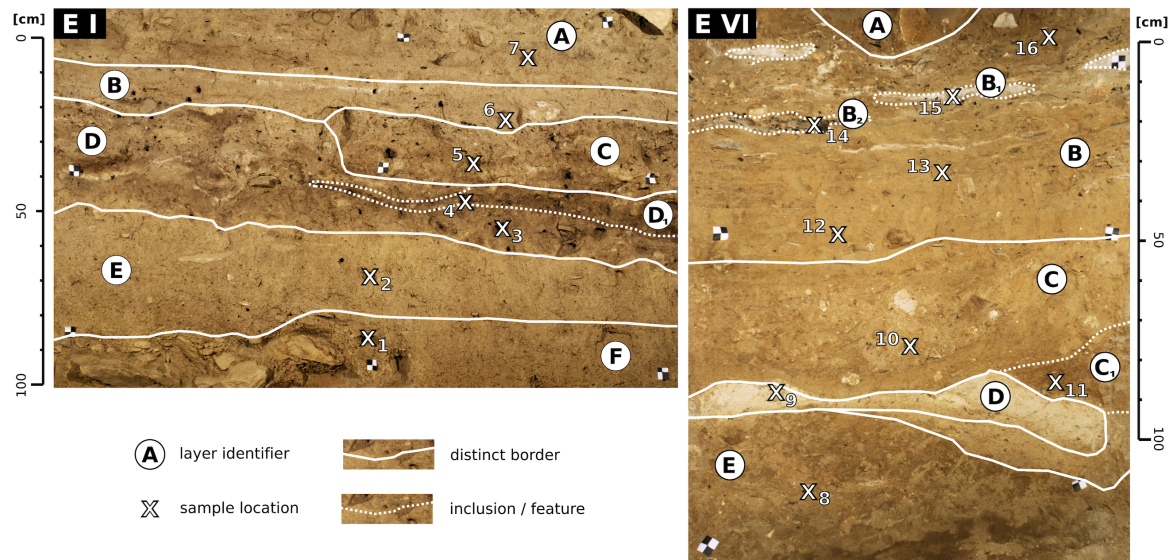 E I
[cm]
0
50
100
A
B
C
D
D1
E
F
7
6
5
4
3
2
1
E VI
[cm]
0
50
100
A
B1
B2
B
C
C1
D
E
16
15
14
13
12
10
11
9
8
A layer identifier
distinct border
X sample location
inclusion / feature